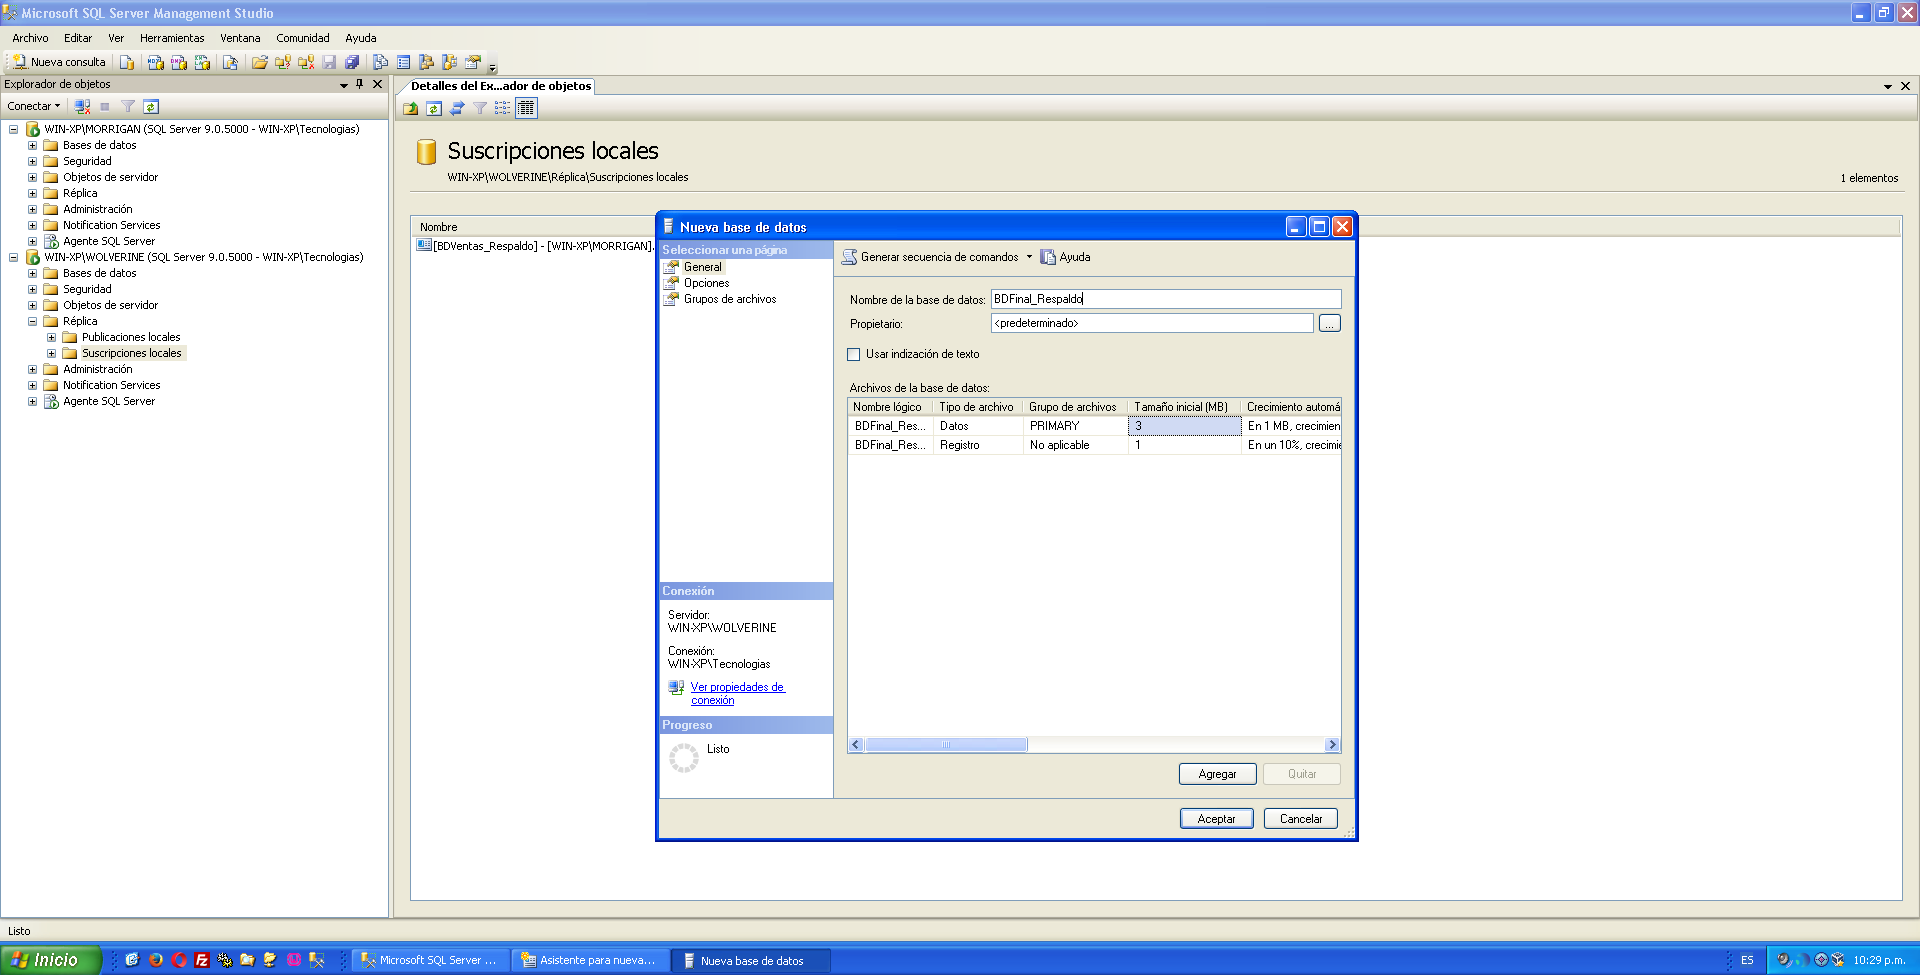 Microsoft SQL Server Management Studio
Archivo Editar Ver Herramientas Ventana Comunidad Ayuda
Nueva consulta
Explorador de objetos
Conectar
WIN-XP\MORRIGAN (SQL Server 9.0.5000 - WIN-XP\Tecnologias)
Bases de datos
Seguridad
Objetos de servidor
Réplica
Administración
Notification Services
Agente SQL Server
WIN-XP\WOLVERINE (SQL Server 9.0.5000 - WIN-XP\Tecnologias)
Bases de datos
Seguridad
Objetos de servidor
Réplica
Publicaciones locales
Suscripciones locales
Administración
Notification Services
Agente SQL Server
Detalles del Ex...ador de objetos
Suscripciones locales
WIN-XP\WOLVERINE\Réplica\Suscripciones locales
1 elementos
Nombre
[BDVentas_Respaldo] - [WIN-XP\MORRIGAN].
Nueva base de datos
Seleccionar una página
General
Opciones
Grupos de archivos
Generar secuencia de comandos Ayuda
Nombre de la base de datos: BDFinal_Respaldo
Propietario: <predeterminado> ...
Usar indización de texto
Archivos de la base de datos:
Nombre lógico Tipo de archivo Grupo de archivos Tamaño inicial (MB) Crecimiento automá
BDFinal_Res... Datos PRIMARY 3 En 1 MB, crecimien
BDFinal_Res... Registro No aplicable 1 En un 10%, crecimie
Conexión
Servidor:
WIN-XP\WOLVERINE
Conexión:
WIN-XP\Tecnologias
Ver propiedades de
conexión
Progreso
Listo
Agregar Quitar
Aceptar Cancelar
Listo
Inicio Microsoft SQL Server ... Asistente para nueva... Nueva base de datos ES 10:29 p.m.